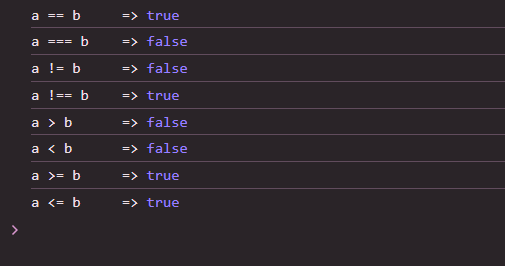 a == b     => true
a === b    => false
a != b     => false
a !== b    => true
a > b      => false
a < b      => false
a >= b     => true
a <= b     => true
>